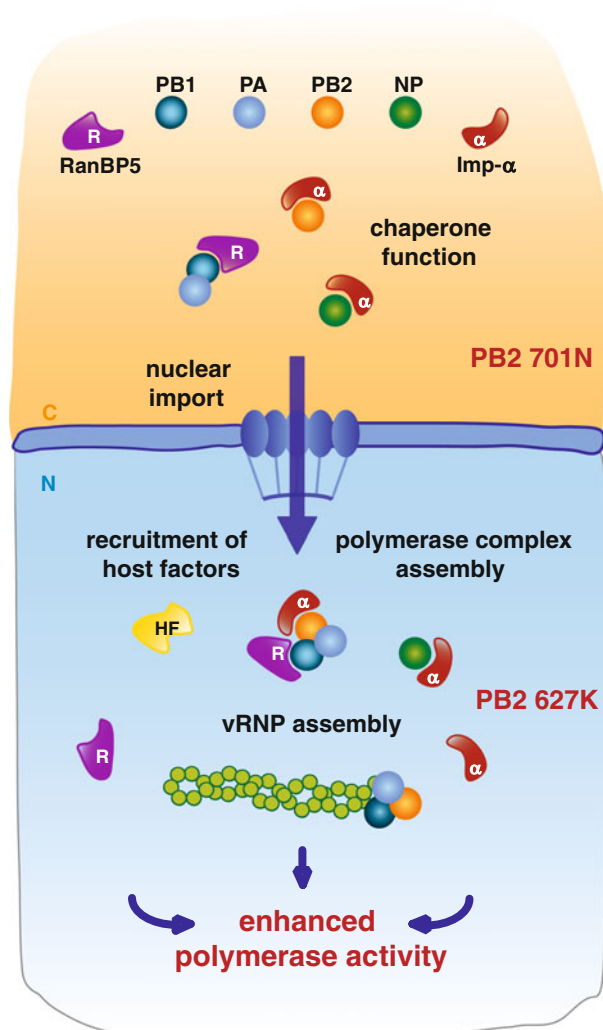 PB1 PA PB2 NP
R α
RanBP5 Imp-α
α
chaperone
function
R
α
PB2 701N
nuclear
import
C
N
recruitment of
host factors
polymerase complex
assembly
α
HF
R
α
PB2 627K
vRNP assembly
R
α
enhanced
polymerase activity